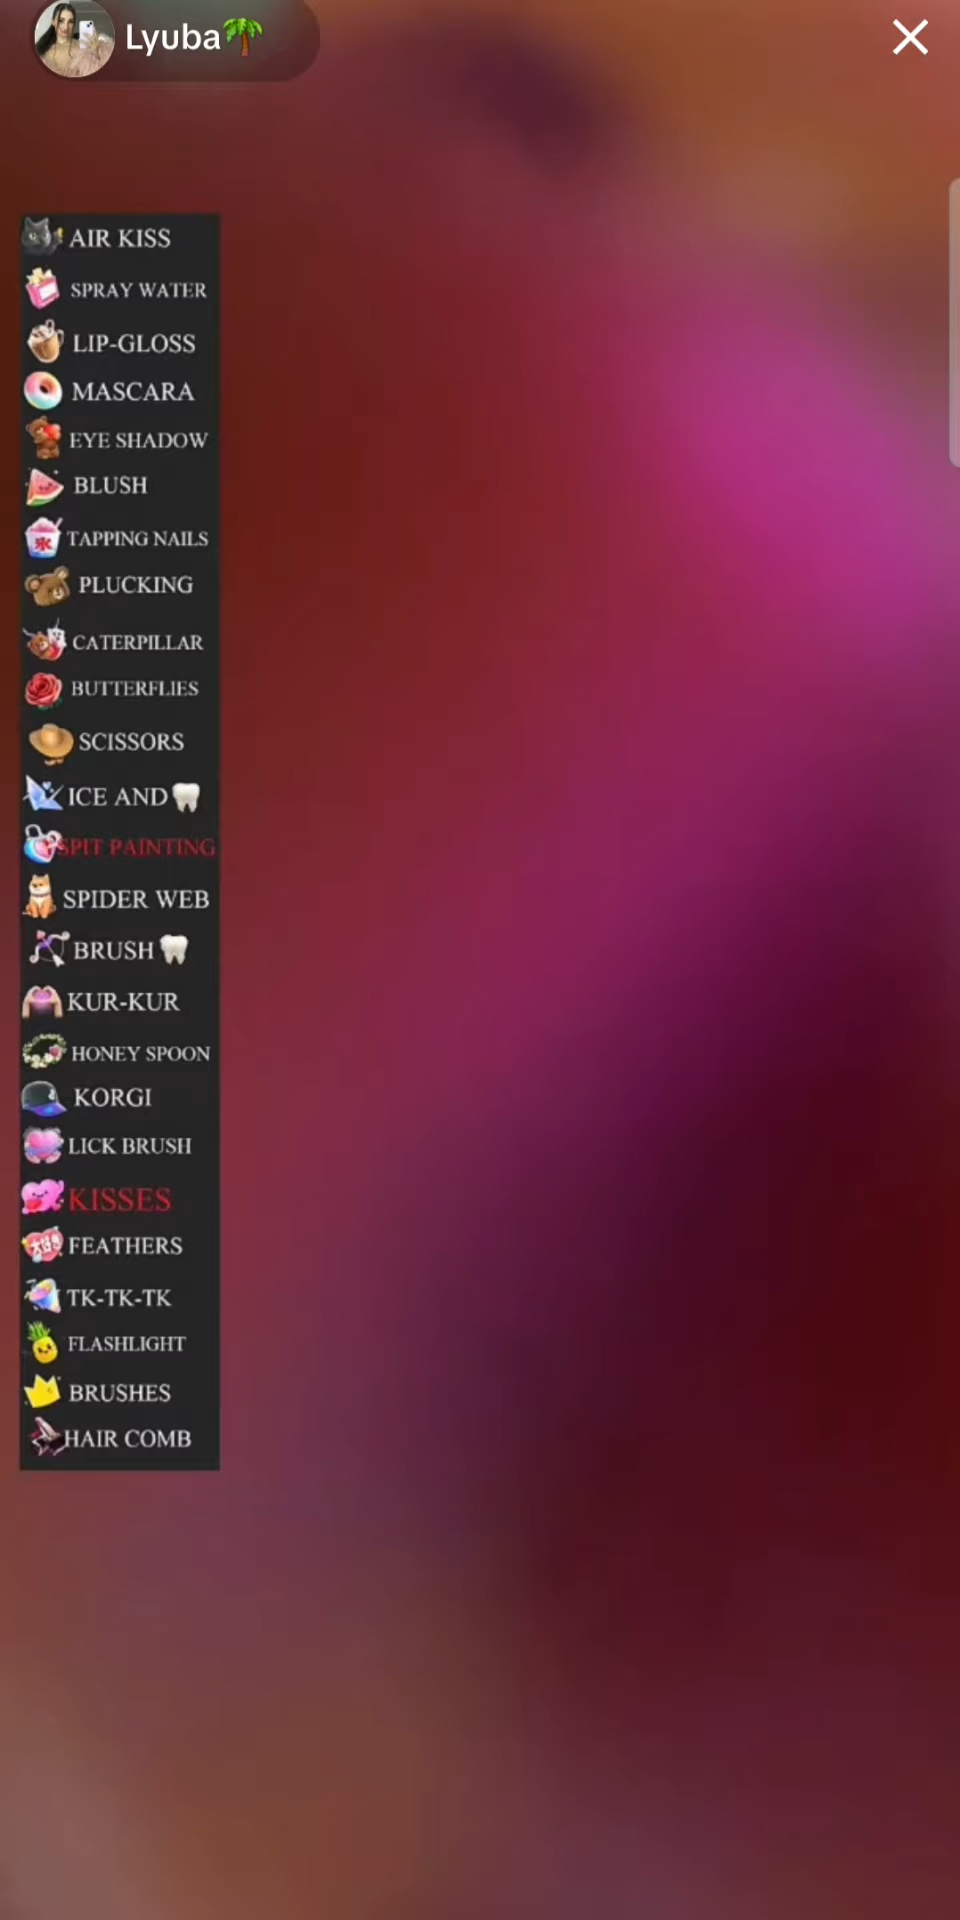 Lyuba🌴
AIR KISS
SPRAY WATER
LIP-GLOSS
MASCARA
EYE SHADOW
BLUSH
TAPPING NAILS
PLUCKING
CATERPILLAR
BUTTERFLIES
SCISSORS
ICE AND🦷
SPIT PAINTING
SPIDER WEB
BRUSH🦷
KUR-KUR
HONEY SPOON
KORGI
LICK BRUSH
KISSES
FEATHERS
TK-TK-TK
FLASHLIGHT
BRUSHES
HAIR COMB